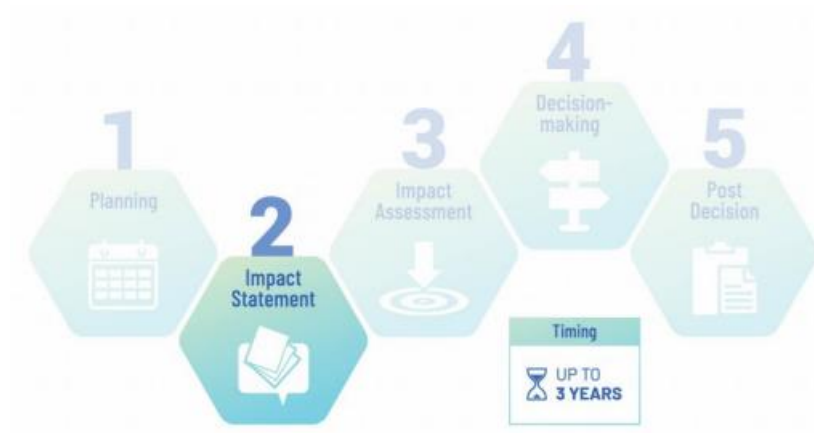 1
Planning
2
Impact
Statement
3
Impact
Assessment
4
Decision-
making
5
Post
Decision
Timing
UP TO
3 YEARS